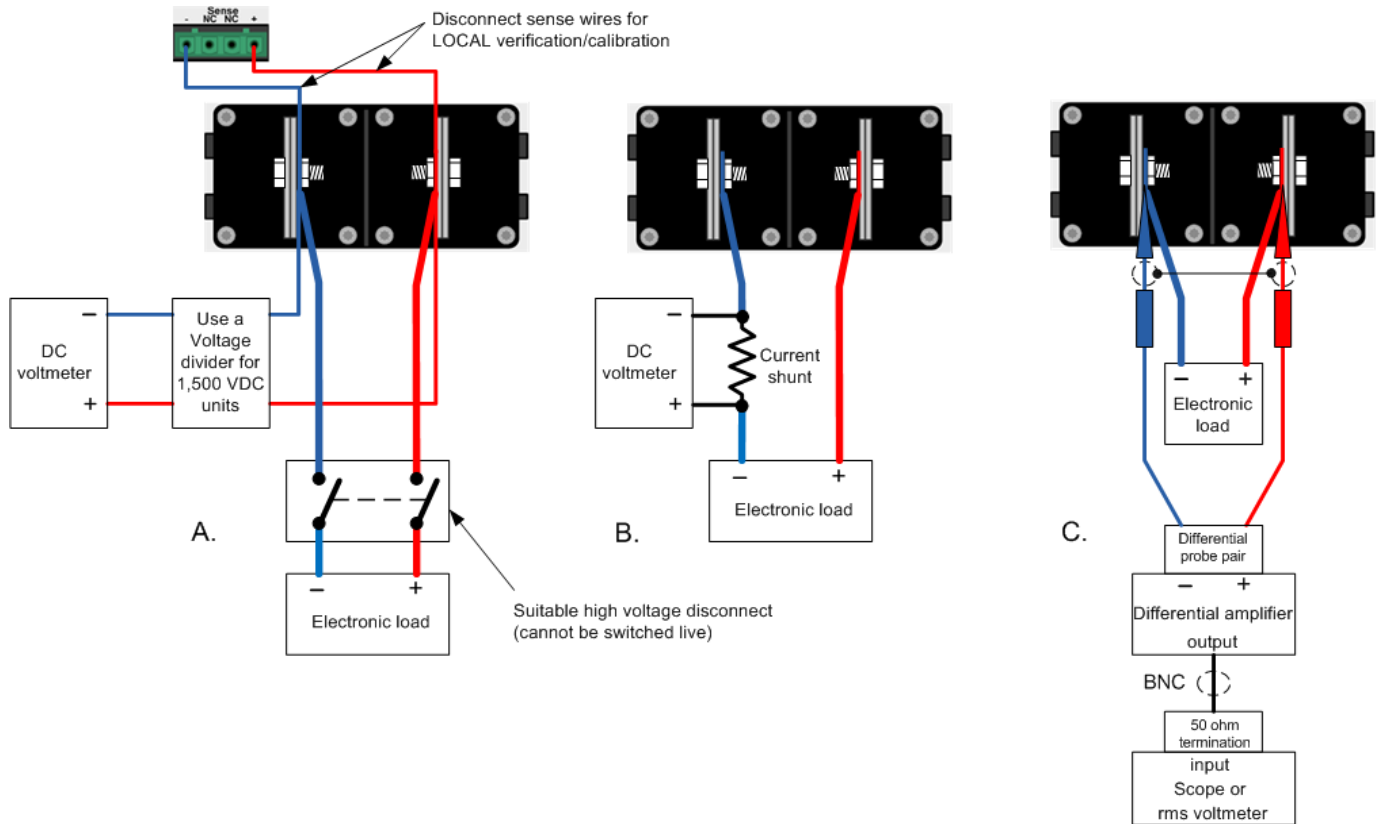 Sense
- NC NC +
Disconnect sense wires for
LOCAL verification/calibration
DC
voltmeter
−
+
Use a
Voltage
divider for
1,500 VDC
units
A.
− +
Electronic load
Suitable high voltage disconnect
(cannot be switched live)
DC
voltmeter
−
+
Current
shunt
B.
− +
Electronic load
− +
Electronic
load
C.
Differential
probe pair
− +
Differential amplifier
output
BNC
50 ohm
termination
input
Scope or
rms voltmeter